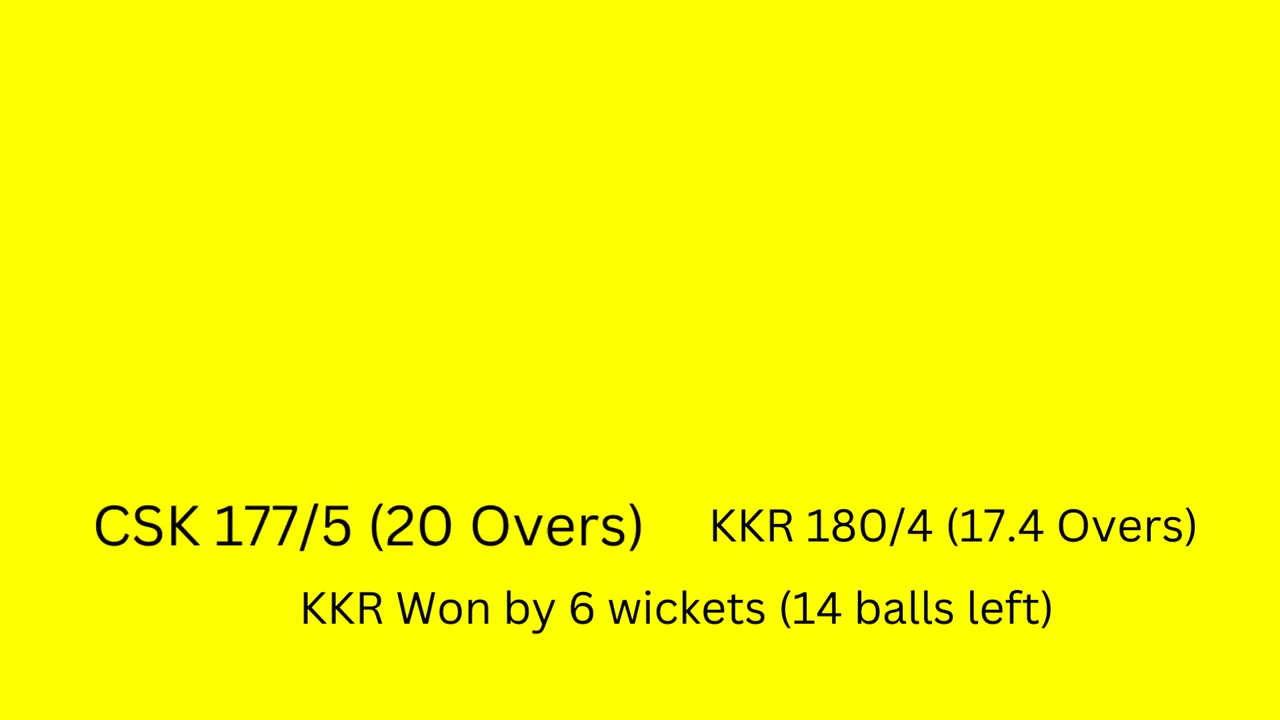 CSK 177/5 (20 Overs) KKR 180/4 (17.4 Overs)
KKR Won by 6 wickets (14 balls left)